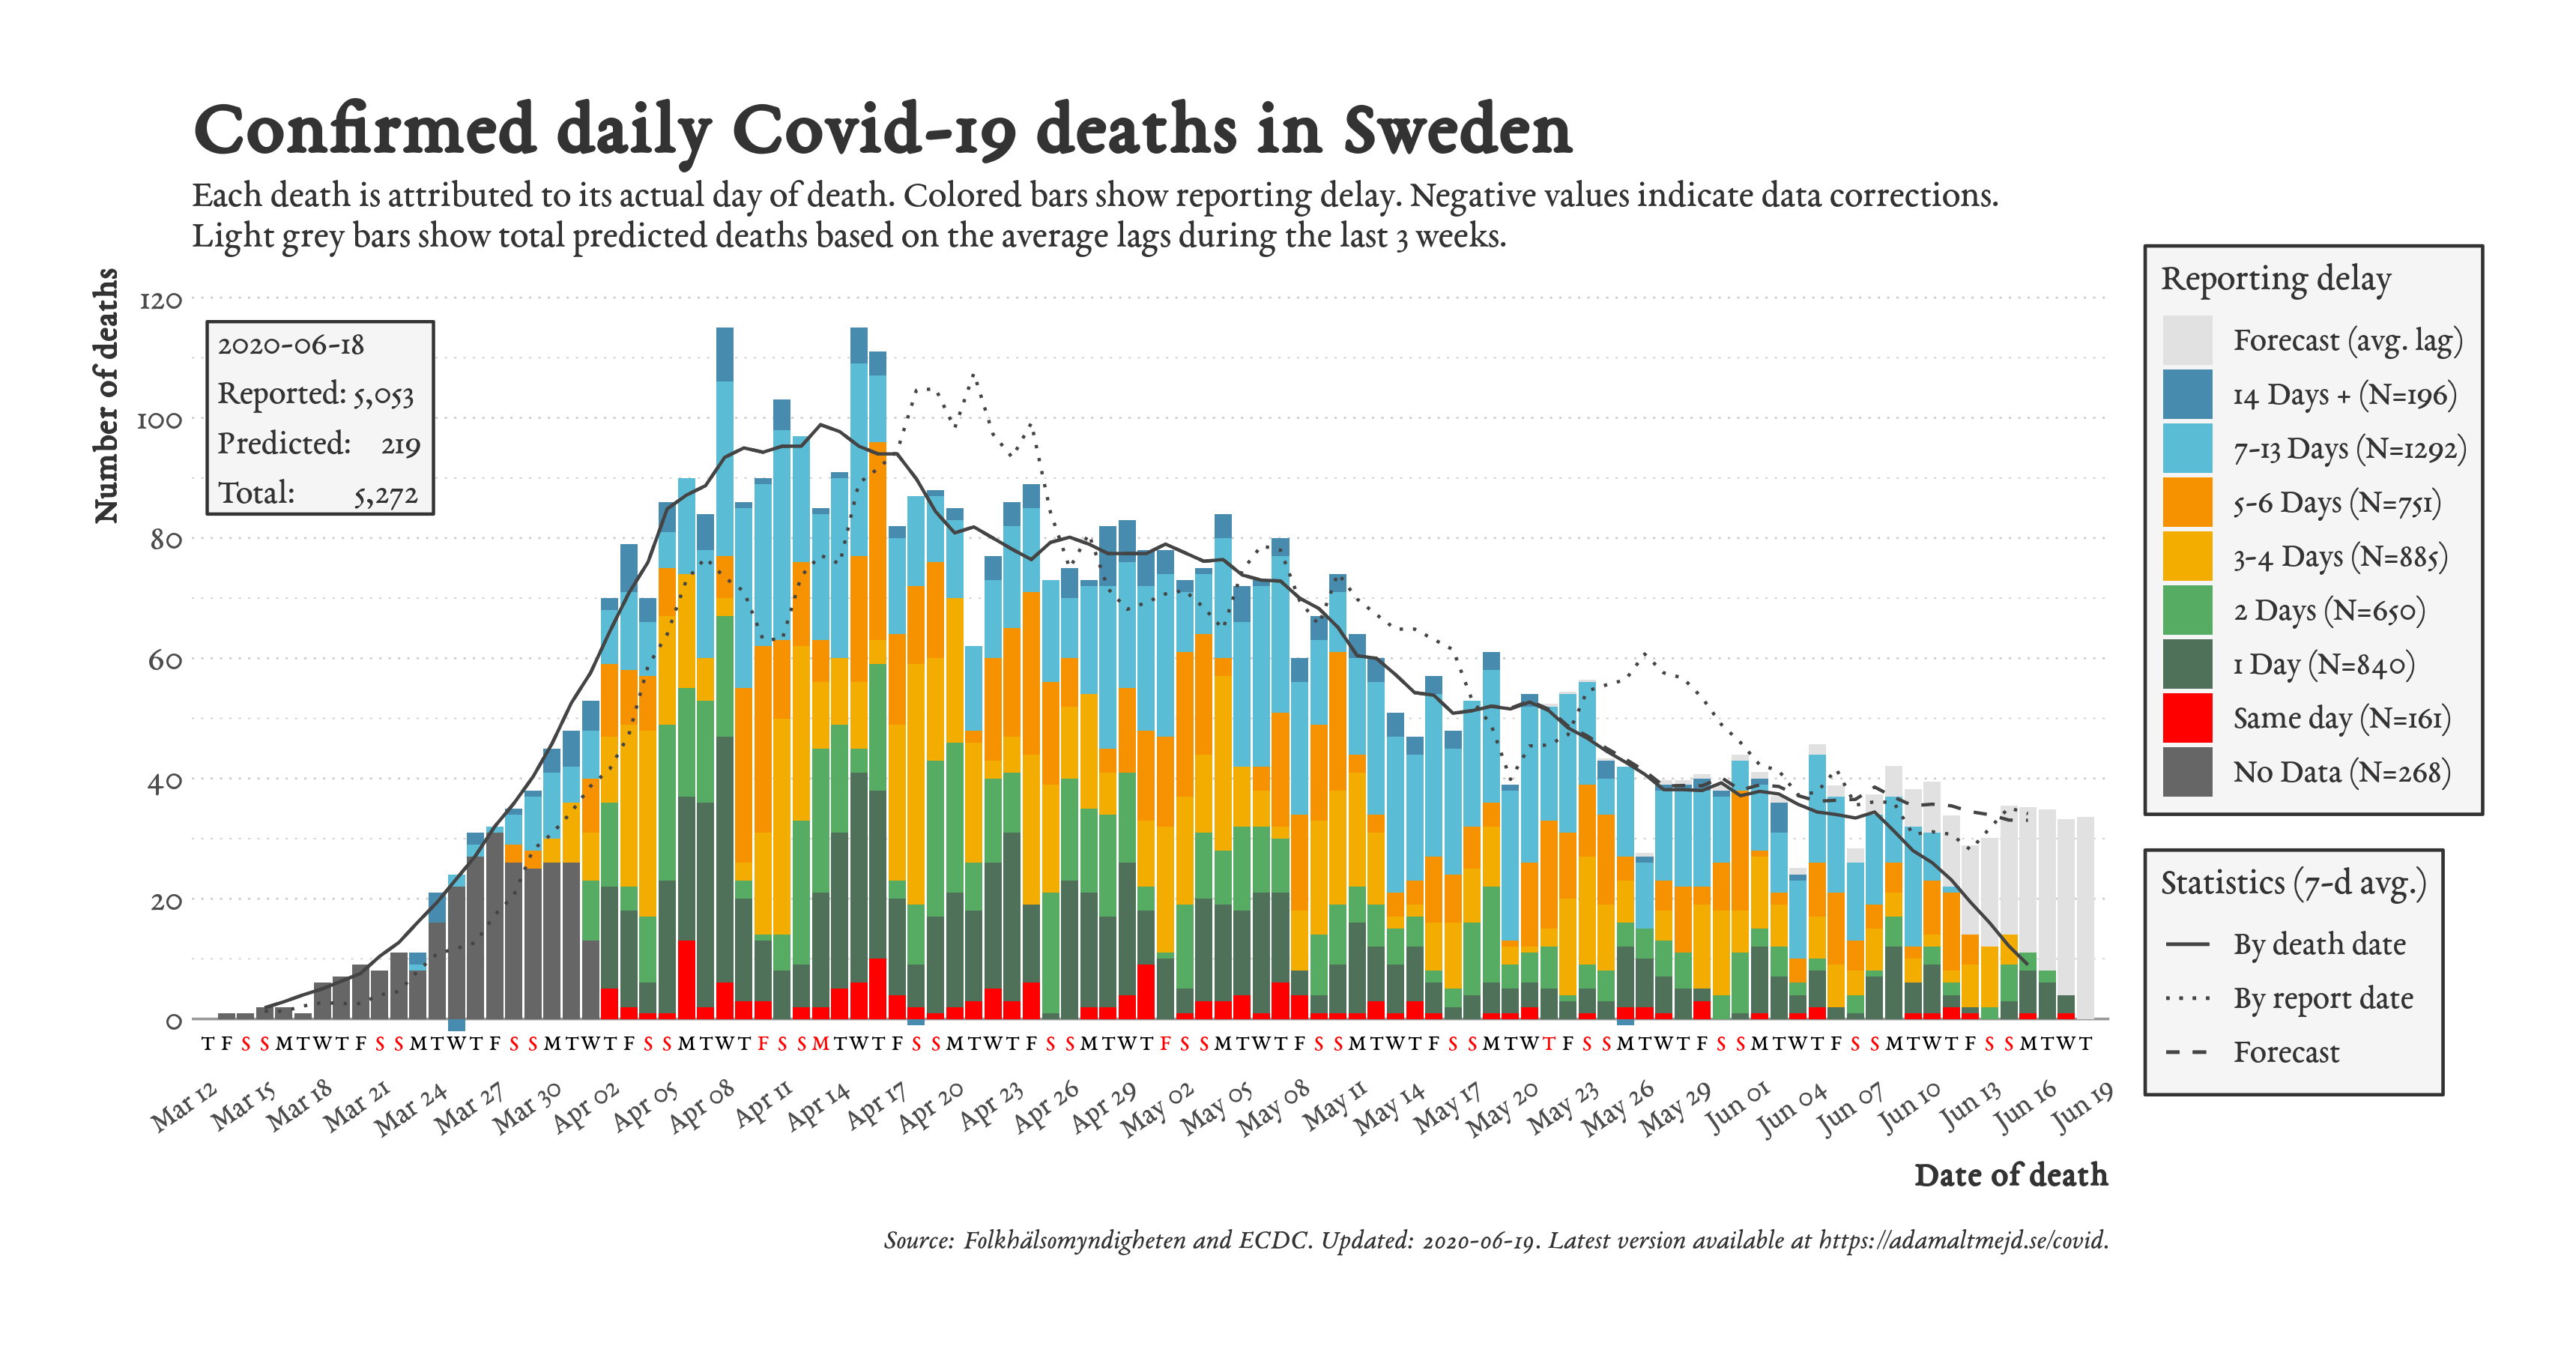 Confirmed daily Covid-19 deaths in Sweden
Each death is attributed to its actual day of death. Colored bars show reporting delay. Negative values indicate data corrections.
Light grey bars show total predicted deaths based on the average lags during the last 3 weeks.
Number of deaths
120
100
80
60
40
20
0
2020-06-18
Reported: 5,053
Predicted: 219
Total: 5,272
T F S S M T W T F S S M T W T F S S M T W T F S S M T W T F S S M T W T F S S M T W T F S S M T W T F S S M T W T F S S M T W T F S S M T W T F S S M T W T F S S M T W T F S S M T W T F S S M T W T
Mar 12 Mar 15 Mar 18 Mar 21 Mar 24 Mar 27 Mar 30 Apr 02 Apr 05 Apr 08 Apr 11 Apr 14 Apr 17 Apr 20 Apr 23 Apr 26 Apr 29 May 02 May 05 May 08 May 11 May 14 May 17 May 20 May 23 May 26 May 29 Jun 01 Jun 04 Jun 07 Jun 10 Jun 13 Jun 16 Jun 19
Date of death
Reporting delay
Forecast (avg. lag)
14 Days + (N=196)
7-13 Days (N=1292)
5-6 Days (N=751)
3-4 Days (N=885)
2 Days (N=650)
1 Day (N=840)
Same day (N=161)
No Data (N=268)
Statistics (7-d avg.)
By death date
By report date
Forecast
Source: Folkhälsomyndigheten and ECDC. Updated: 2020-06-19. Latest version available at https://adamaltmejd.se/covid.